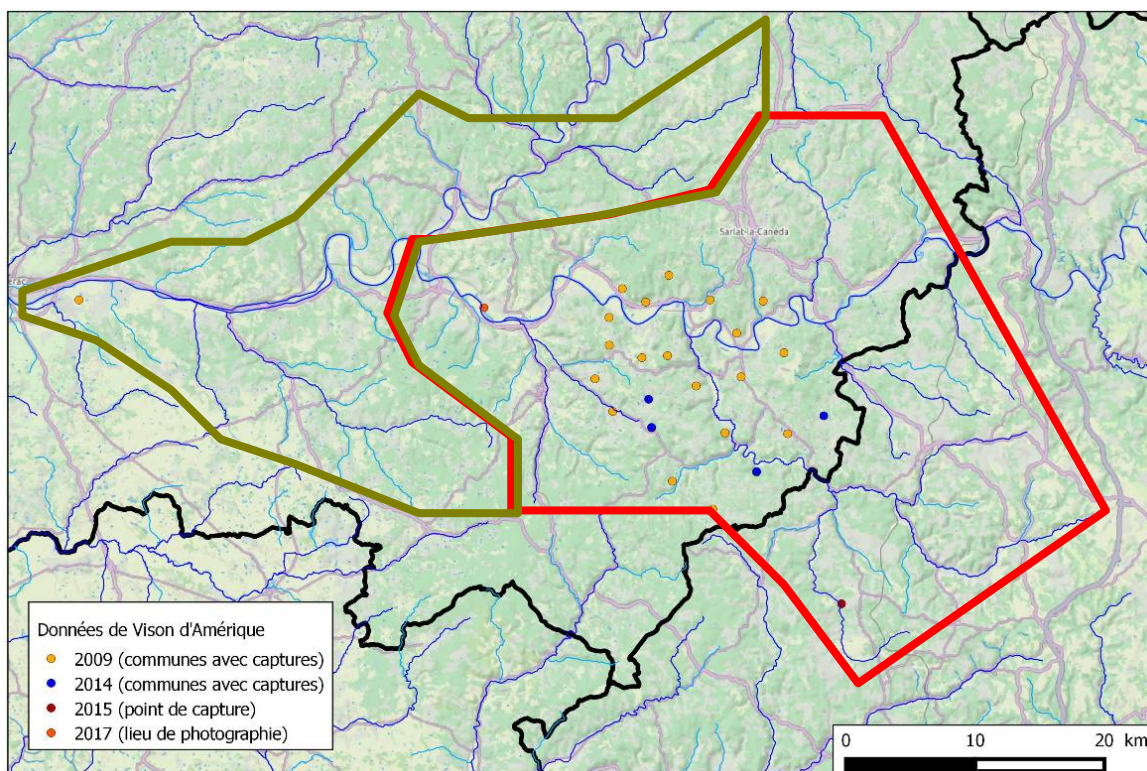 Sarlat-la-Canéda
erac
Données de Vison d'Amérique
2009 (communes avec captures)
2014 (communes avec captures)
2015 (point de capture)
2017 (lieu de photographie)
0 10 20 km